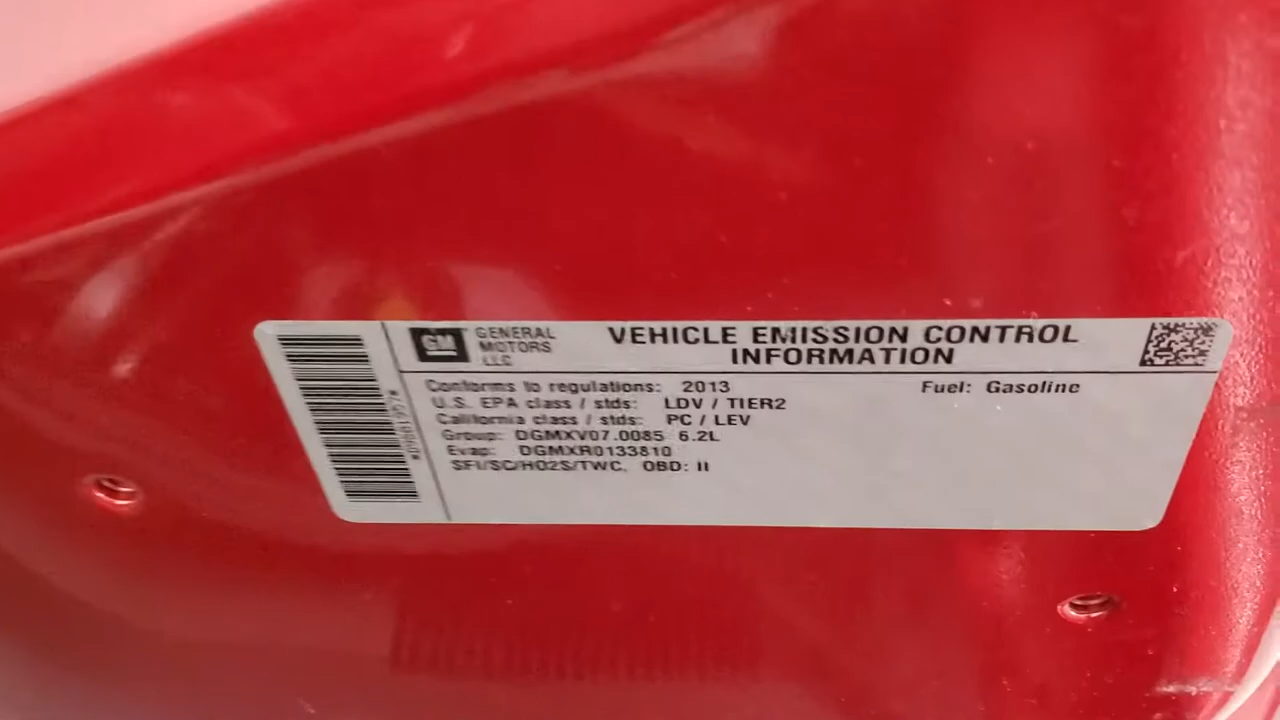 GM GENERAL MOTORS LLC
VEHICLE EMISSION CONTROL
INFORMATION
Conforms to regulations: 2013 Fuel: Gasoline
U.S. EPA class / stds: LDV / TIER2
California class / stds: PC / LEV
Group: DGMXV07.0085 6.2L
Evap: DGMXR0133810
SFI/SC/HO2S/TWC, OBD: II